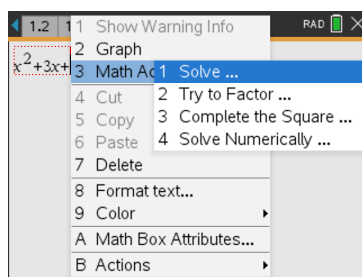 1.2 1 RAD
x²+3x+
1 Show Warning Info
2 Graph
3 Math Ac
4 Cut
5 Copy
6 Paste
7 Delete
8 Format text...
9 Color
A Math Box Attributes...
B Actions
1 Solve ...
2 Try to Factor ...
3 Complete the Square ...
4 Solve Numerically ...